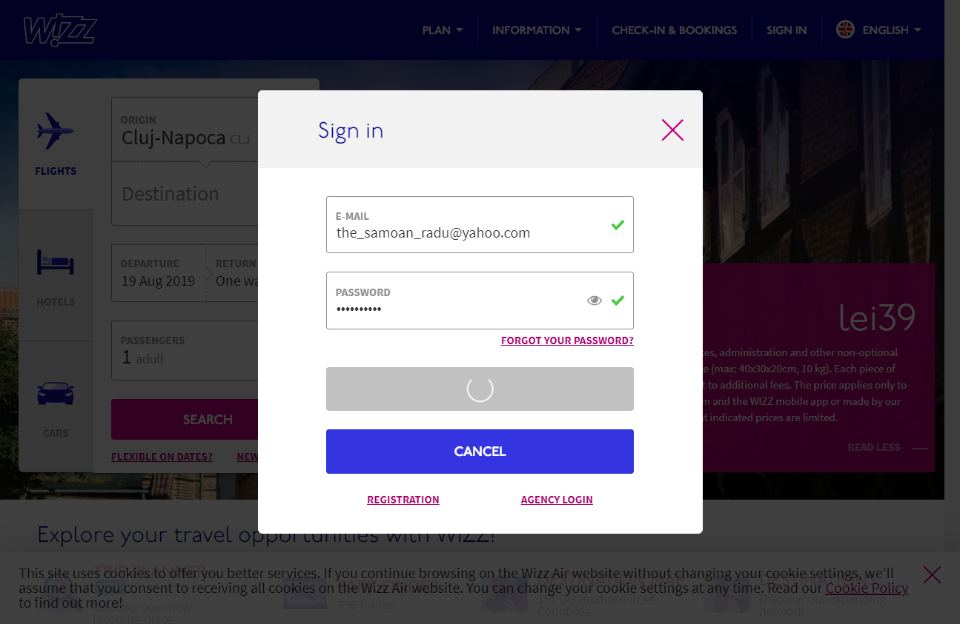 WIZZ
PLAN
INFORMATION
CHECK-IN & BOOKINGS
SIGN IN
ENGLISH
FLIGHTS
HOTELS
CARS
ORIGIN
Cluj-Napoca CLJ
Destination
DEPARTURE
19 Aug 2019
RETURN
One wa
PASSENGERS
1 adult
SEARCH
FLEXIBLE ON DATES?
NEW
Sign in
E-MAIL
the_samoan_radu@yahoo.com
PASSWORD
••••••••••
FORGOT YOUR PASSWORD?
CANCEL
REGISTRATION
AGENCY LOGIN
lei39
es, administration and other non-optional
e (max: 40x30x20cm, 10 kg). Each piece of
t to additional fees. The price applies only to
m and the WIZZ mobile app or made by our
t indicated prices are limited.
READ LESS
Explore your travel opportunities with WIZZ!
This site uses cookies to offer you better services. If you continue browsing on the Wizz Air website without changing your cookie settings, we'll
assume that you consent to receiving all cookies on the Wizz Air website. You can change your cookie settings at any time. Read our Cookie Policy
to find out more!